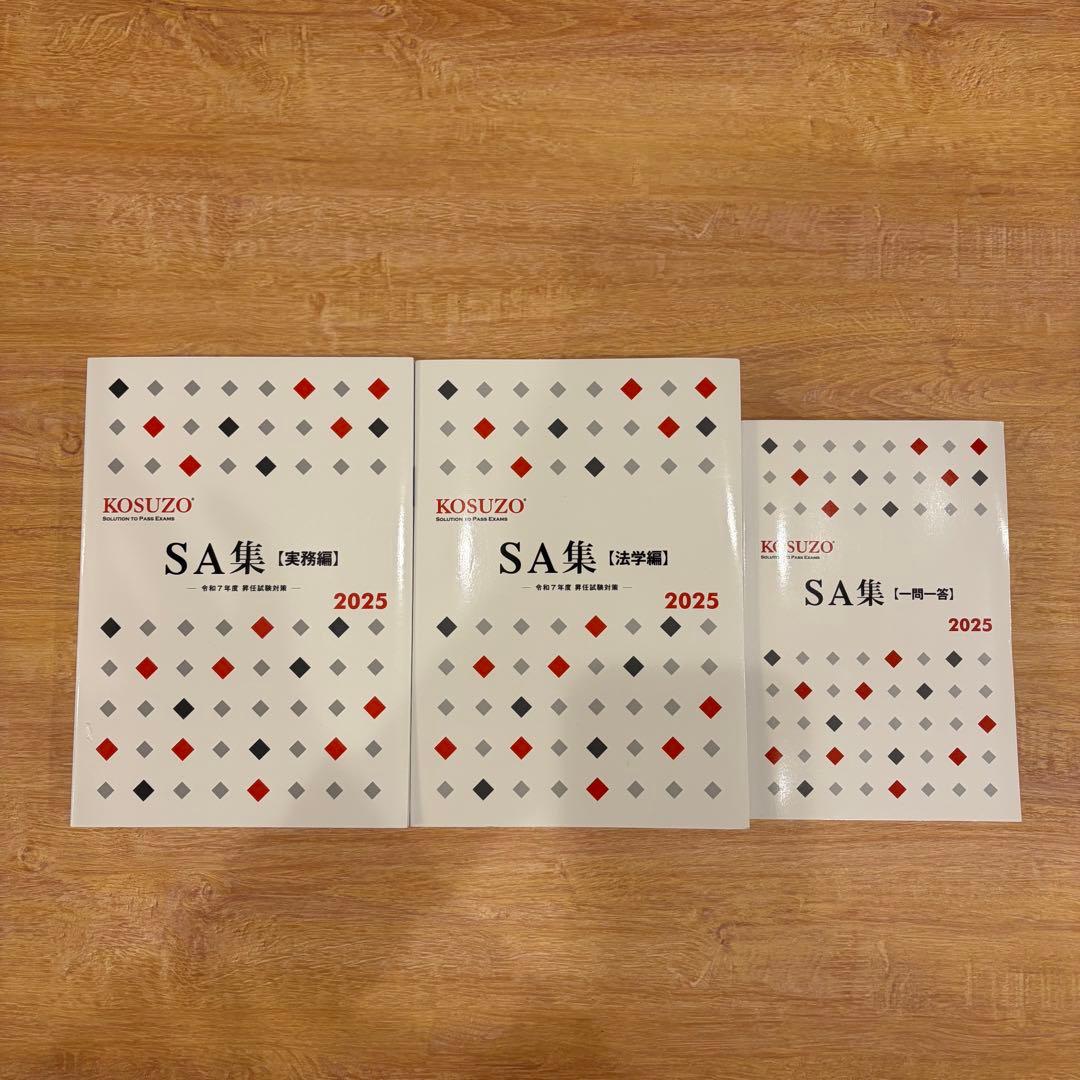 KOSUZO®
SOLUTION TO PASS EXAMS
SA集【実務編】
令和7年度 昇任試験対策
2025
KOSUZO®
SOLUTION TO PASS EXAMS
SA集【法学編】
令和7年度 昇任試験対策
2025
KOSUZO®
SOLUTION TO PASS EXAMS
SA集【一問一答】
2025